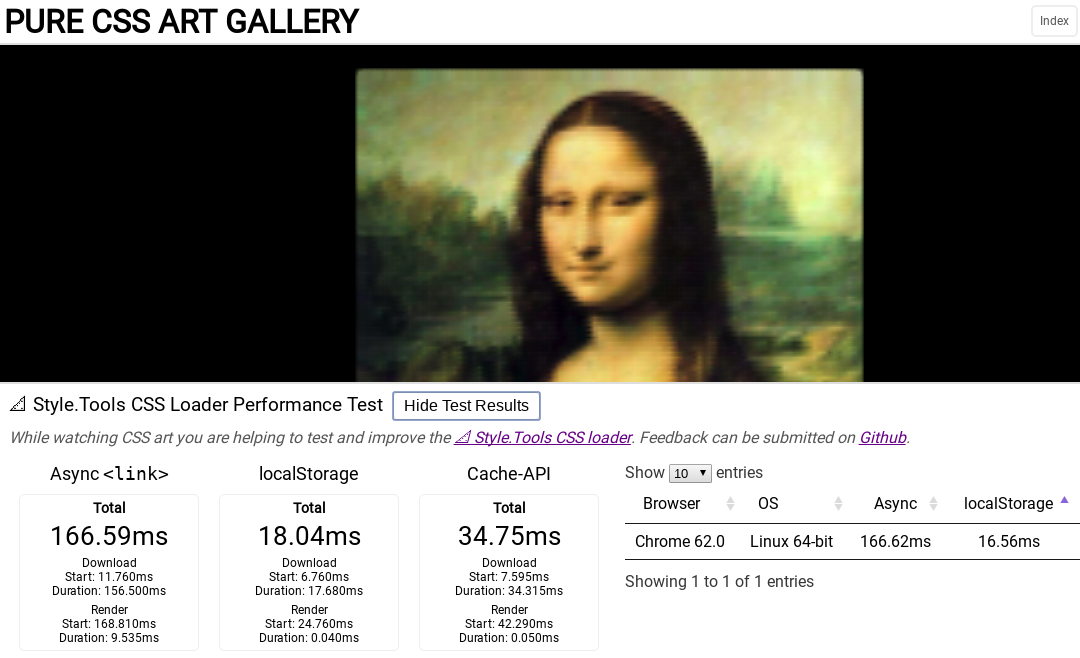 PURE CSS ART GALLERY
Index
Style.Tools CSS Loader Performance Test Hide Test Results
While watching CSS art you are helping to test and improve the Style.Tools CSS loader. Feedback can be submitted on Github.
Async <link>
Total
166.59ms
Download
Start: 11.760ms
Duration: 156.500ms
Render
Start: 168.810ms
Duration: 9.535ms
localStorage
Total
18.04ms
Download
Start: 6.760ms
Duration: 17.680ms
Render
Start: 24.760ms
Duration: 0.040ms
Cache-API
Total
34.75ms
Download
Start: 7.595ms
Duration: 34.315ms
Render
Start: 42.290ms
Duration: 0.050ms
Show 10 entries
Browser OS Async localStorage
Chrome 62.0 Linux 64-bit 166.62ms 16.56ms
Showing 1 to 1 of 1 entries